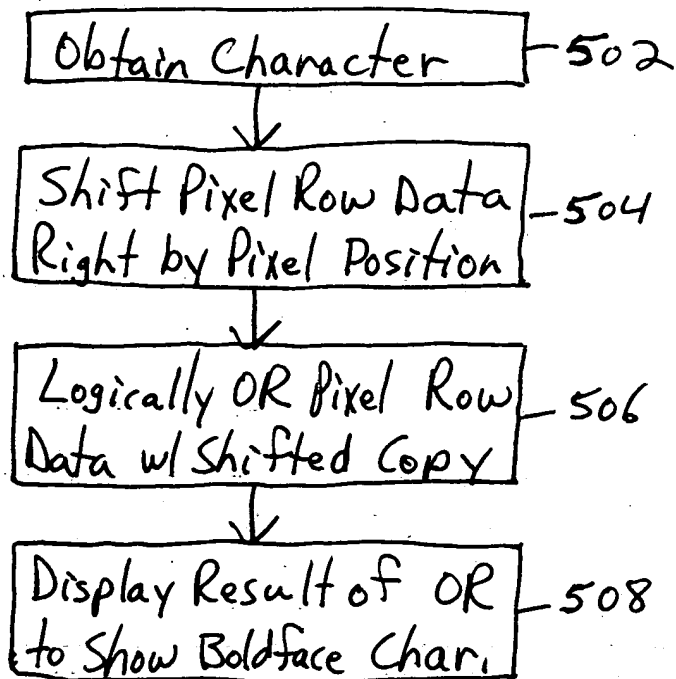 Obtain Character 502
Shift Pixel Row Data 504
Right by Pixel Position
Logically OR Pixel Row 506
Data w/ Shifted Copy
Display Result of OR 508
to Show Boldface Char.